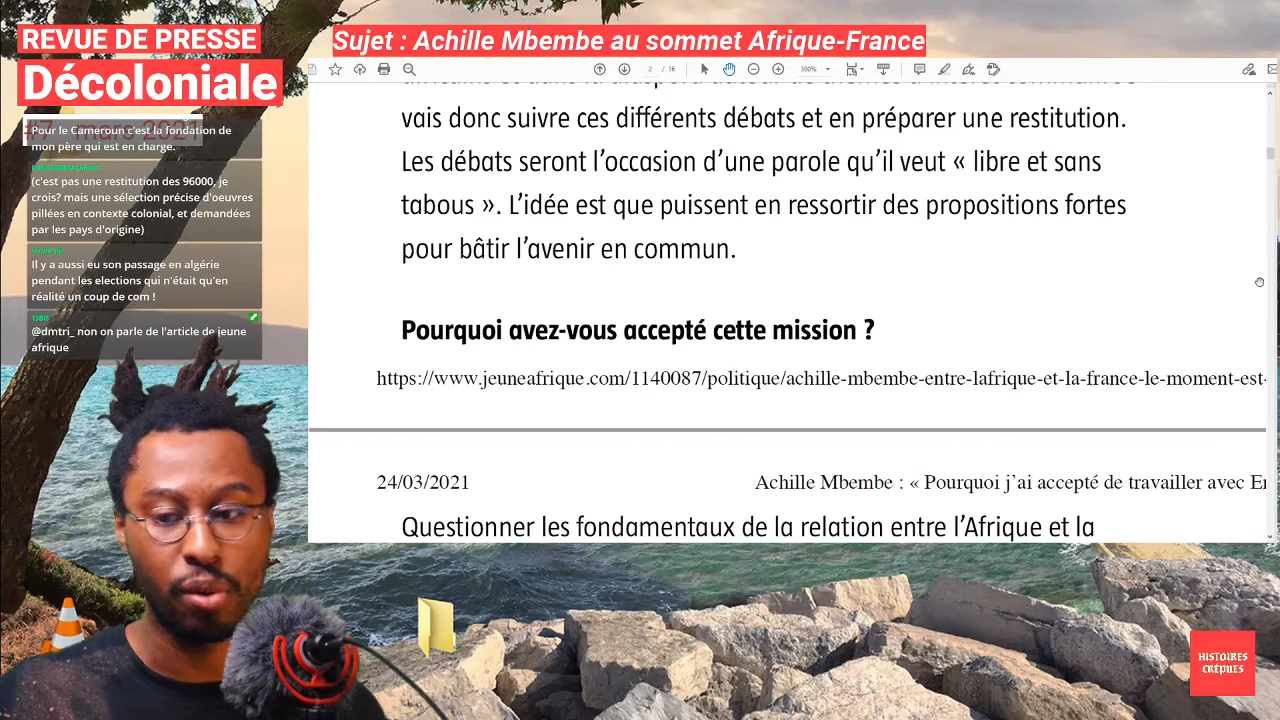 REVUE DE PRESSE
Décoloniale
#7 - mars 2021
Sujet : Achille Mbembe au sommet Afrique-France
2 / 16
300%
Pour le Cameroun c'est la fondation de
mon père qui est en charge.
(c'est pas une restitution des 96000, je
crois? mais une sélection précise d'oeuvres
pillées en contexte colonial, et demandées
par les pays d'origine)
Il y a aussi eu son passage en algérie
pendant les elections qui n'était qu'en
réalité un coup de com !
13BIS
@dmtri_ non on parle de l'article de jeune
afrique
vais donc suivre ces différents débats et en préparer une restitution.
Les débats seront l'occasion d'une parole qu'il veut « libre et sans
tabous ». L'idée est que puissent en ressortir des propositions fortes
pour bâtir l'avenir en commun.
Pourquoi avez-vous accepté cette mission ?
https://www.jeuneafrique.com/1140087/politique/achille-mbembe-entre-lafrique-et-la-france-le-moment-est-
24/03/2021
Achille Mbembe : « Pourquoi j'ai accepté de travailler avec
Questionner les fondamentaux de la relation entre l'Afrique et la
HISTOIRES
CRÉPUES